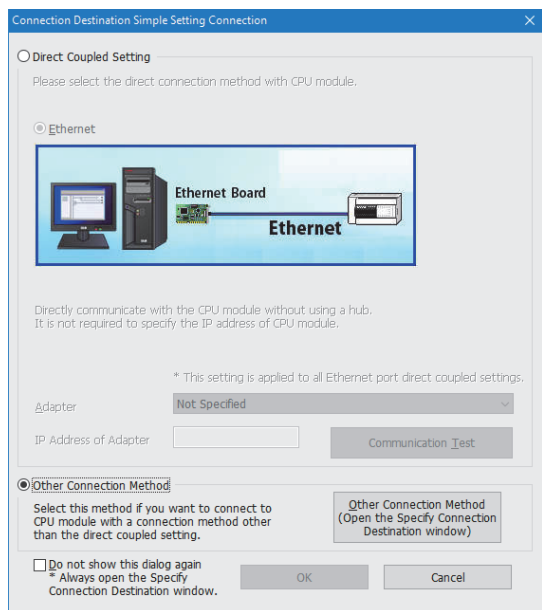 Connection Destination Simple Setting Connection
Direct Coupled Setting
Please select the direct connection method with CPU module.
Ethernet
Ethernet Board
Ethernet
Directly communicate with the CPU module without using a hub.
It is not required to specify the IP address of CPU module.
* This setting is applied to all Ethernet port direct coupled settings.
Adapter
Not Specified
IP Address of Adapter
Communication Test
Other Connection Method
Select this method if you want to connect to
CPU module with a connection method other
than the direct coupled setting.
Other Connection Method
(Open the Specify Connection
Destination window)
Do not show this dialog again
* Always open the Specify
Connection Destination window.
OK
Cancel